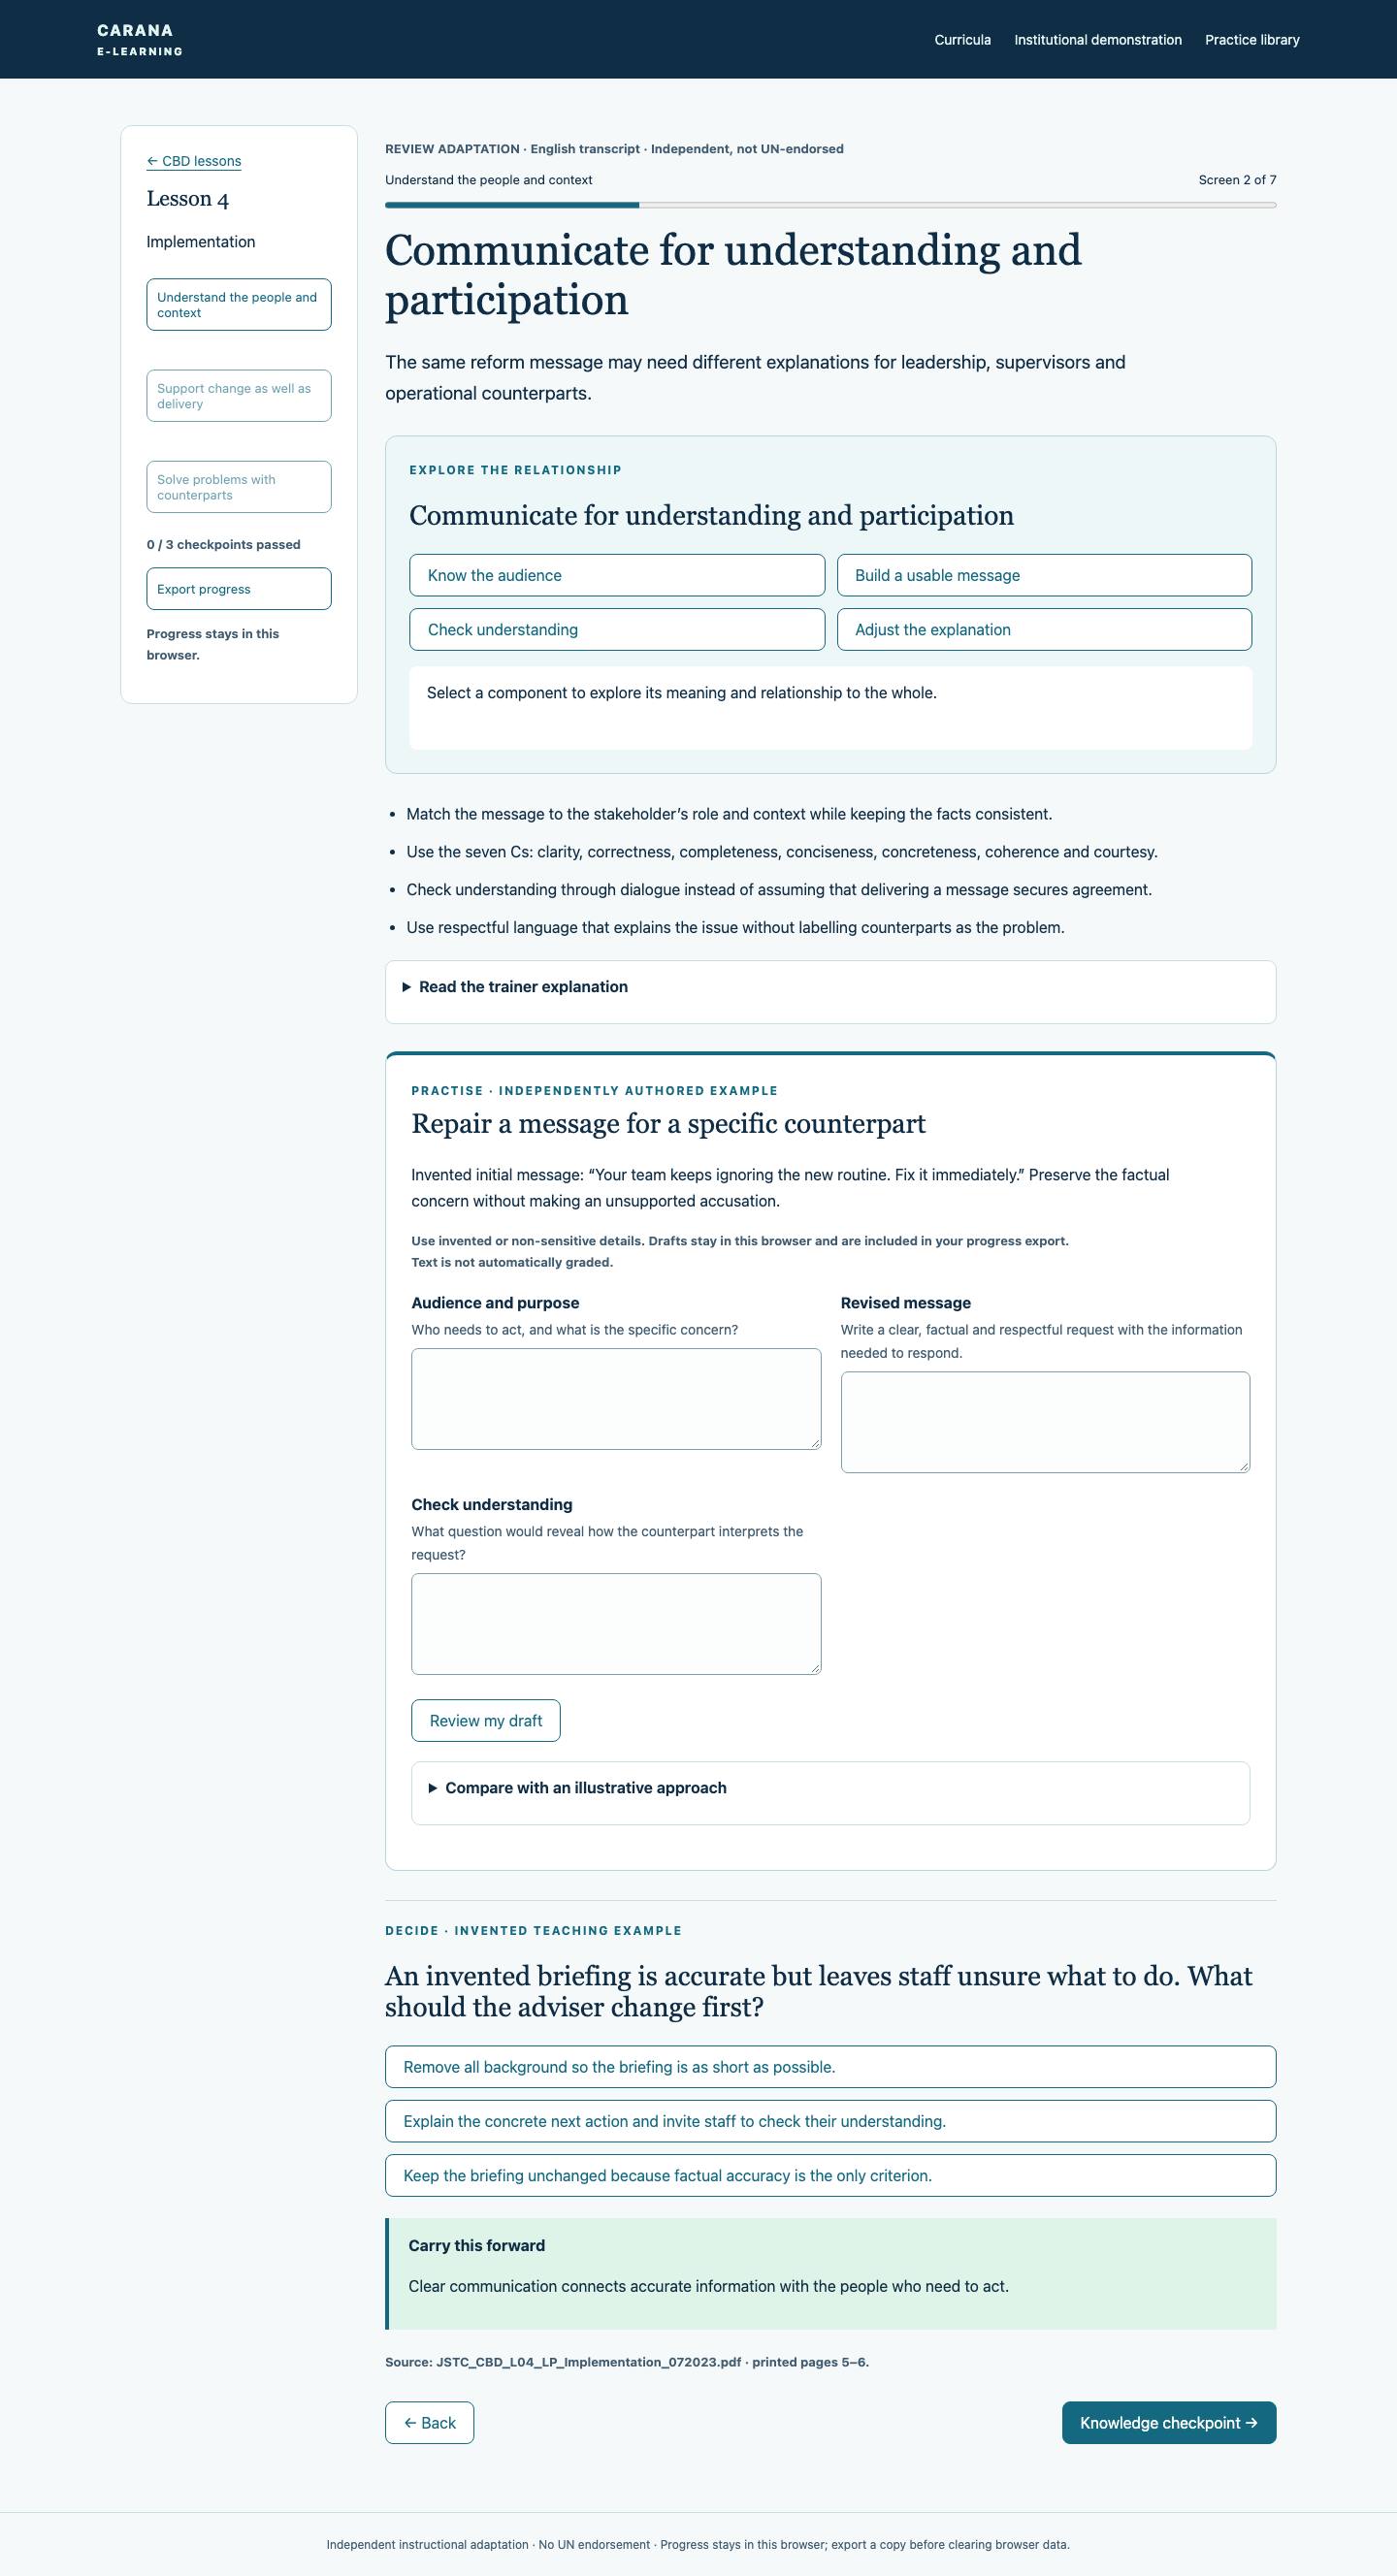 CARANA
E-LEARNING
Curricula
Institutional demonstration
Practice library
← CBD lessons
Lesson 4
Implementation
Understand the people and
context
Support change as well as
delivery
Solve problems with
counterparts
0 / 3 checkpoints passed
Export progress
Progress stays in this
browser.
REVIEW ADAPTATION · English transcript · Independent, not UN-endorsed
Understand the people and context
Screen 2 of 7
Communicate for understanding and
participation
The same reform message may need different explanations for leadership, supervisors and
operational counterparts.
EXPLORE THE RELATIONSHIP
Communicate for understanding and participation
Know the audience
Build a usable message
Check understanding
Adjust the explanation
Select a component to explore its meaning and relationship to the whole.
• Match the message to the stakeholder’s role and context while keeping the facts consistent.
• Use the seven Cs: clarity, correctness, completeness, conciseness, concreteness, coherence and courtesy.
• Check understanding through dialogue instead of assuming that delivering a message secures agreement.
• Use respectful language that explains the issue without labelling counterparts as the problem.
▶ Read the trainer explanation
PRACTISE · INDEPENDENTLY AUTHORED EXAMPLE
Repair a message for a specific counterpart
Invented initial message: “Your team keeps ignoring the new routine. Fix it immediately.” Preserve the factual
concern without making an unsupported accusation.
Use invented or non-sensitive details. Drafts stay in this browser and are included in your progress export.
Text is not automatically graded.
Audience and purpose
Who needs to act, and what is the specific concern?
Revised message
Write a clear, factual and respectful request with the information
needed to respond.
Check understanding
What question would reveal how the counterpart interprets the
request?
Review my draft
▶ Compare with an illustrative approach
DECIDE · INVENTED TEACHING EXAMPLE
An invented briefing is accurate but leaves staff unsure what to do. What
should the adviser change first?
Remove all background so the briefing is as short as possible.
Explain the concrete next action and invite staff to check their understanding.
Keep the briefing unchanged because factual accuracy is the only criterion.
Carry this forward
Clear communication connects accurate information with the people who need to act.
Source: JSTC_CBD_L04_LP_Implementation_072023.pdf · printed pages 5–6.
← Back
Knowledge checkpoint →
Independent instructional adaptation · No UN endorsement · Progress stays in this browser; export a copy before clearing browser data.